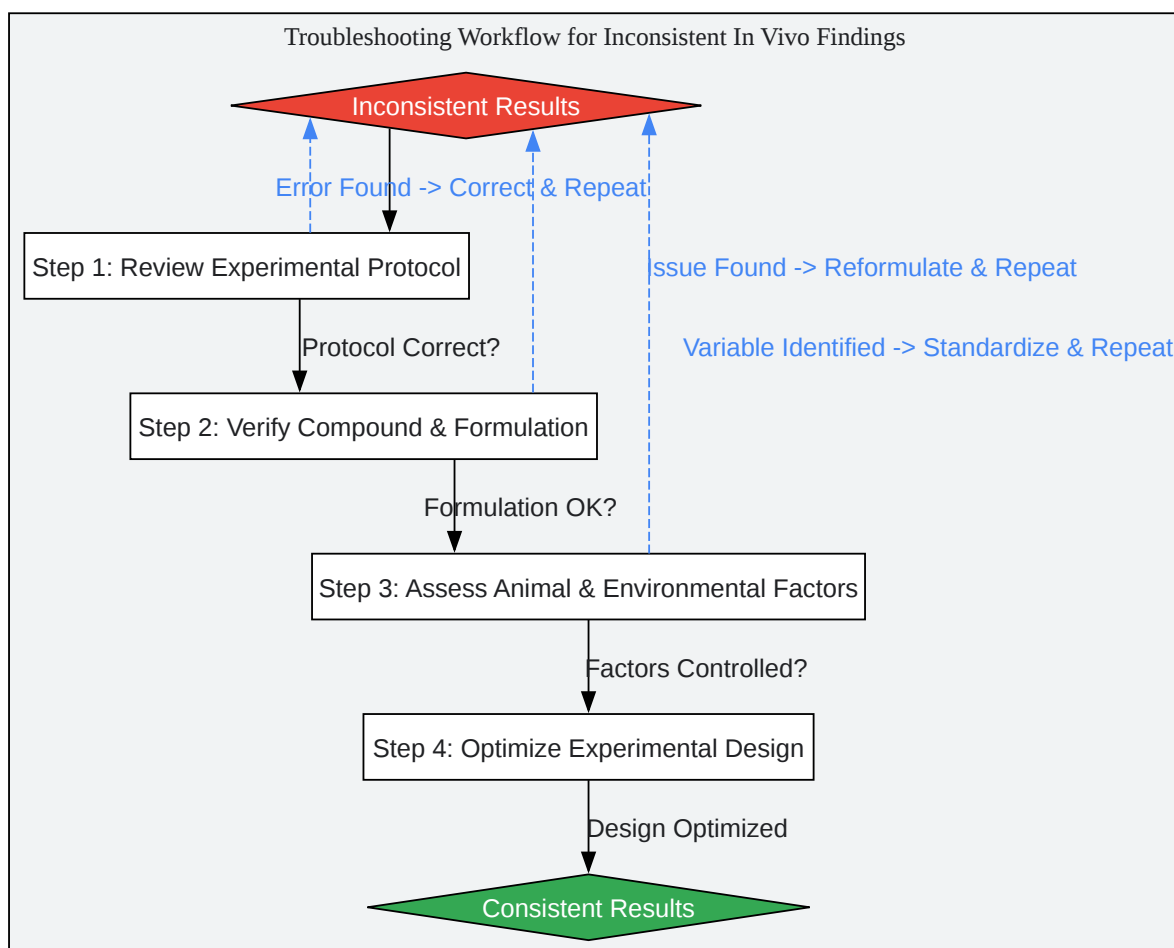 Troubleshooting Workflow for Inconsistent In Vivo Findings
Inconsistent Results
Error Found -> Correct & Repeat
Step 1: Review Experimental Protocol
Issue Found -> Reformulate & Repeat
Protocol Correct?
Variable Identified -> Standardize & Repeat
Step 2: Verify Compound & Formulation
Formulation OK?
Step 3: Assess Animal & Environmental Factors
Factors Controlled?
Step 4: Optimize Experimental Design
Design Optimized
Consistent Results